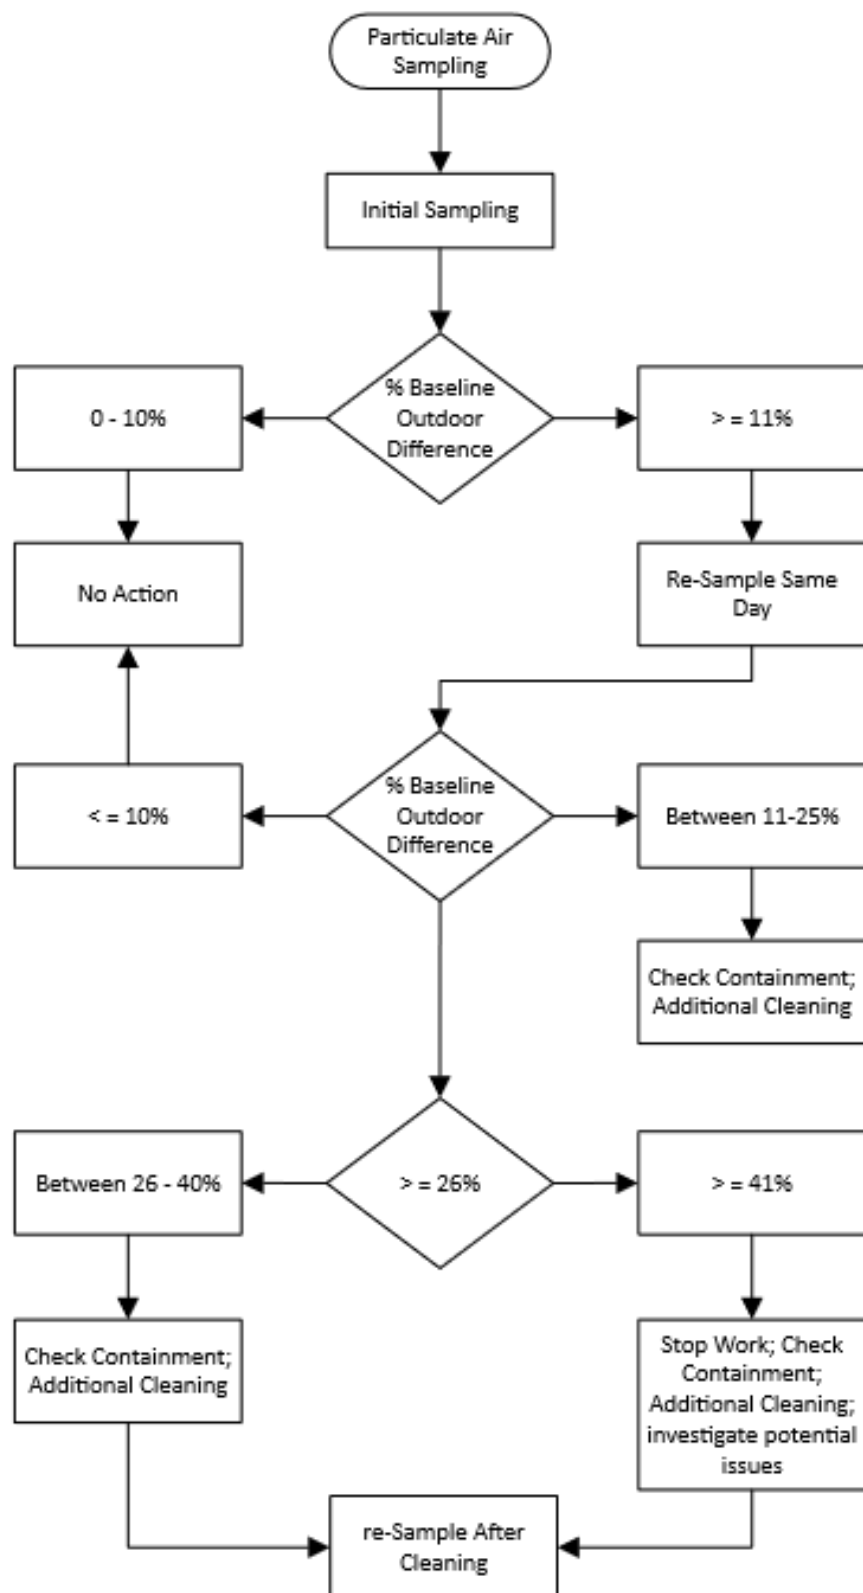 Particulate Air
Sampling
Initial Sampling
% Baseline
Outdoor
Difference
0 - 10%
> = 11%
No Action
Re-Sample Same
Day
% Baseline
Outdoor
Difference
< = 10%
Between 11-25%
Check Containment;
Additional Cleaning
Between 26 - 40%
> = 26%
> = 41%
Check Containment;
Additional Cleaning
Stop Work; Check
Containment;
Additional Cleaning;
investigate potential
issues
re-Sample After
Cleaning